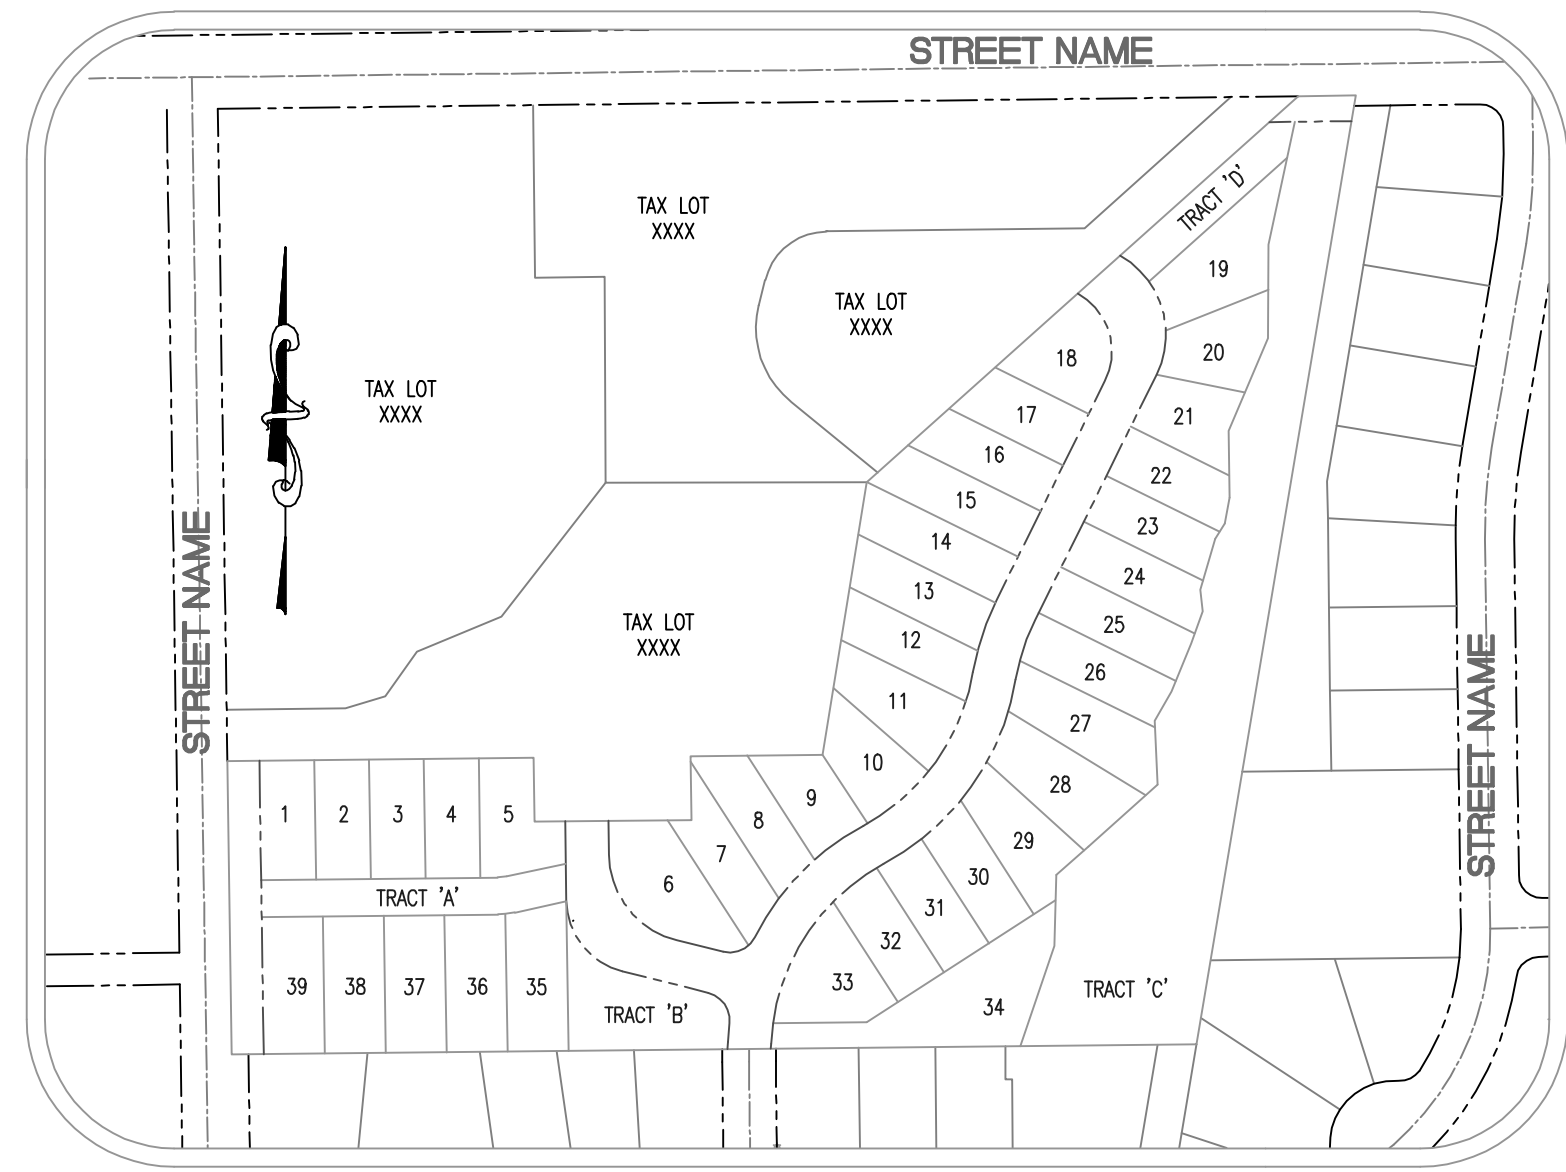 STREET NAME
TRACT 'D'
TAX LOT
XXXX
19
TAX LOT
XXXX
20
18
TAX LOT
XXXX
21
17
16
22
15
23
14
24
13
25
12
TAX LOT
XXXX
26
11
27
STREET NAME
10
28
STREET NAME
9
1
2
3
4
5
8
29
7
30
6
TRACT 'A'
31
32
33
39
38
37
36
35
TRACT 'C'
34
TRACT 'B'